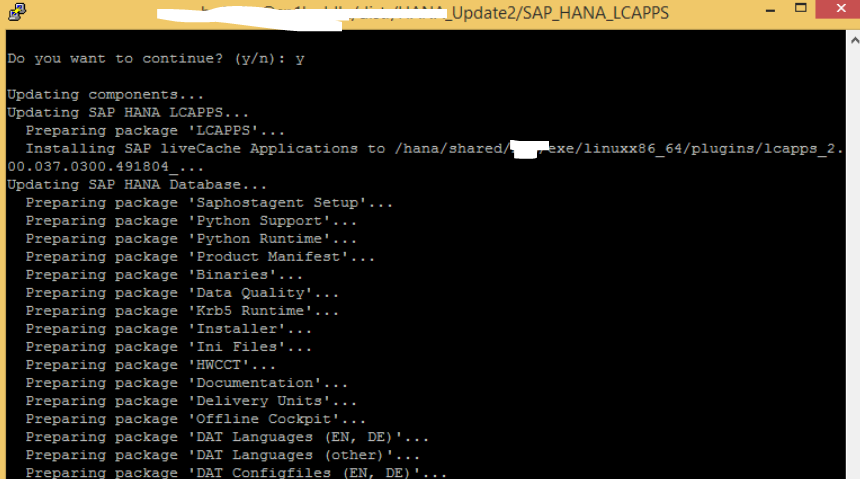 _Update2/SAP_HANA_LCAPPS
Do you want to continue? (y/n): y
Updating components...
Updating SAP HANA LCAPPS...
  Preparing package 'LCAPPS'...
  Installing SAP liveCache Applications to /hana/shared/ /exe/linuxx86_64/plugins/lcapps_2.
00.037.0300.491804_...
Updating SAP HANA Database...
  Preparing package 'Saphostagent Setup'...
  Preparing package 'Python Support'...
  Preparing package 'Python Runtime'...
  Preparing package 'Product Manifest'...
  Preparing package 'Binaries'...
  Preparing package 'Data Quality'...
  Preparing package 'Krb5 Runtime'...
  Preparing package 'Installer'...
  Preparing package 'Ini Files'...
  Preparing package 'HWCCT'...
  Preparing package 'Documentation'...
  Preparing package 'Delivery Units'...
  Preparing package 'Offline Cockpit'...
  Preparing package 'DAT Languages (EN, DE)'...
  Preparing package 'DAT Languages (other)'...
  Preparing package 'DAT Configfiles (EN, DE)'...